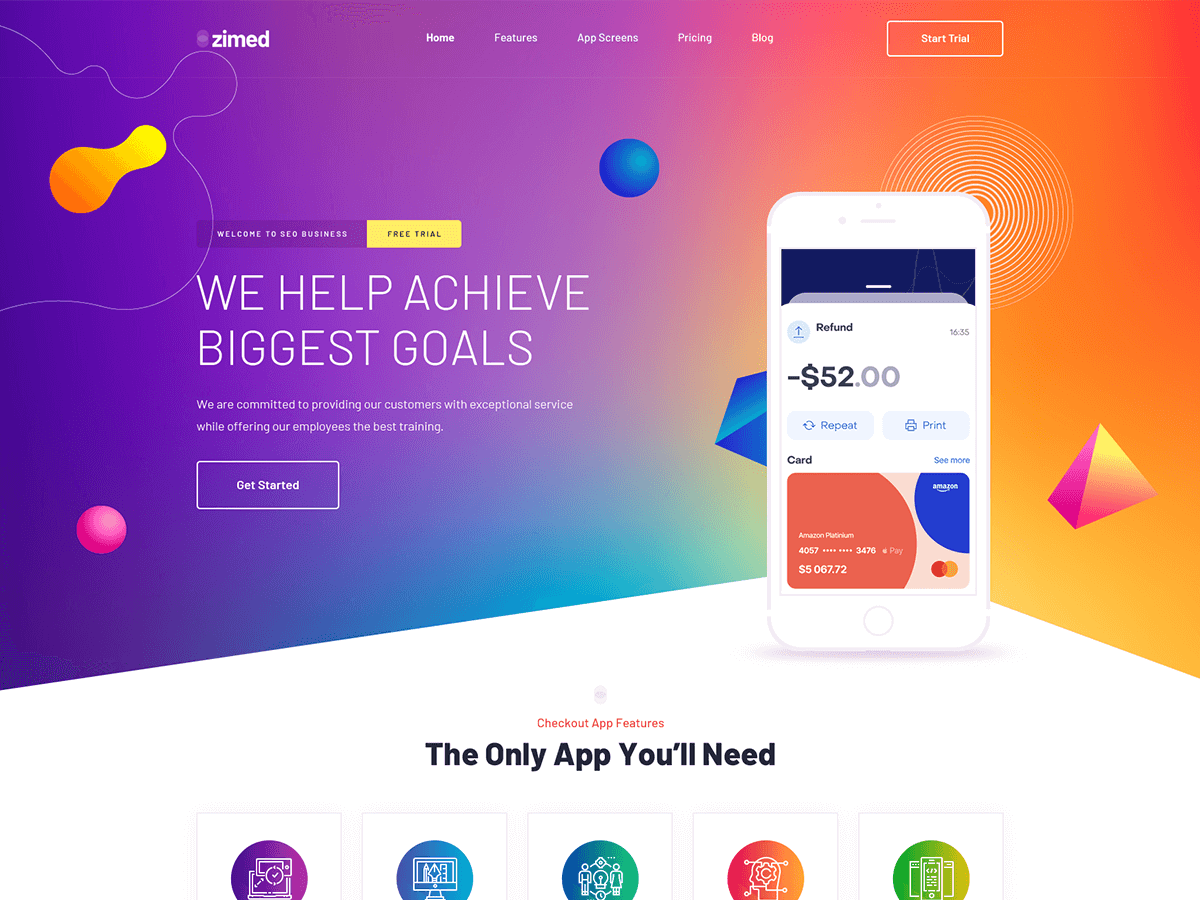 zimed
Home
Features
App Screens
Pricing
Blog
Start Trial
WELCOME TO SEO BUSINESS
FREE TRIAL
WE HELP ACHIEVE
BIGGEST GOALS
We are committed to providing our customers with exceptional service
while offering our employees the best training.
Get Started
Refund
16:35
-$52.00
Repeat
Print
Card
See more
amazon
Amazon Platinium
4057 •••• •••• 3476 Pay
$5 067.72
Checkout App Features
The Only App You’ll Need